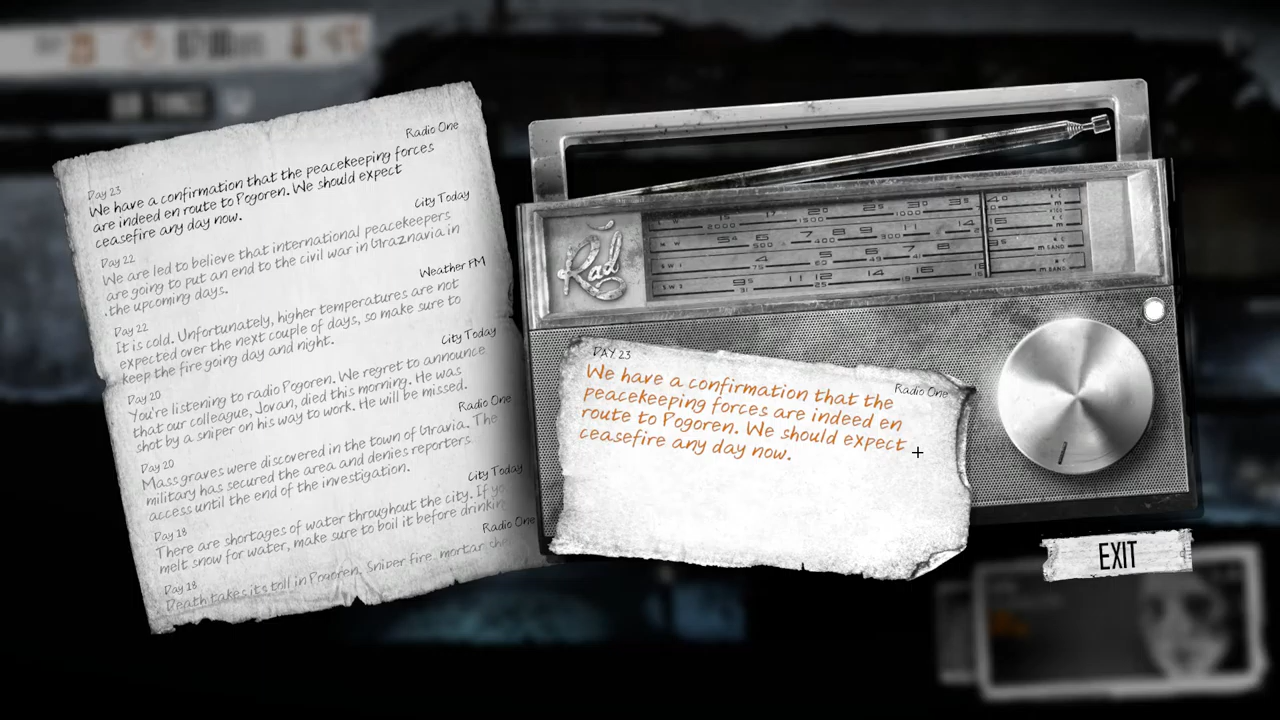 Radio One
Day 23
We have a confirmation that the peacekeeping forces
are indeed en route to Pogoren. We should expect
ceasefire any day now.
City Today
Day 22
We are led to believe that international peacekeepers
are going to put an end to the civil war in Graznavia in
the upcoming days.
Weather FM
Day 22
It is cold. Unfortunately, higher temperatures are not
expected over the next couple of days, so make sure to
keep the fire going day and night.
City Today
Day 20
You're listening to radio Pogoren. We regret to announce
that our colleague, Jovan, died this morning. He was
shot by a sniper on his way to work. He will be missed.
Radio One
Day 20
Mass graves were discovered in the town of Gravia. The
military has secured the area and denies reporters
access until the end of the investigation.
City Today
Day 18
There are shortages of water throughout the city. If
melt snow for water, make sure to boil it before
Radio One
Day 18
Death takes its toll in Pogoren. Sniper fire, mortar
Rad
DAY 23
Radio One
We have a confirmation that the
peacekeeping forces are indeed en
route to Pogoren. We should expect
ceasefire any day now.
EXIT